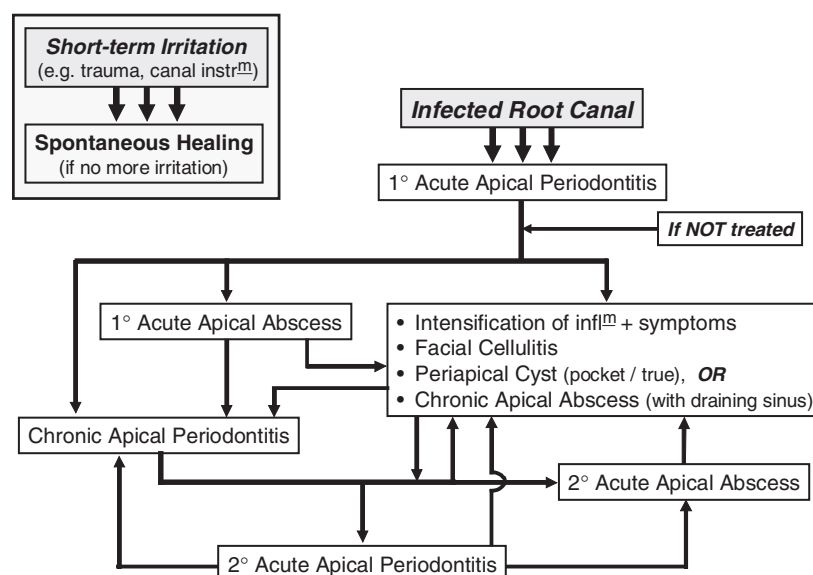 Short-term Irritation
(e.g. trauma, canal instrm)
Spontaneous Healing
(if no more irritation)
Infected Root Canal
1° Acute Apical Periodontitis
If NOT treated
1° Acute Apical Abscess
• Intensification of inflm + symptoms
• Facial Cellulitis
• Periapical Cyst (pocket / true), OR
• Chronic Apical Abscess (with draining sinus)
Chronic Apical Periodontitis
2° Acute Apical Abscess
2° Acute Apical Periodontitis